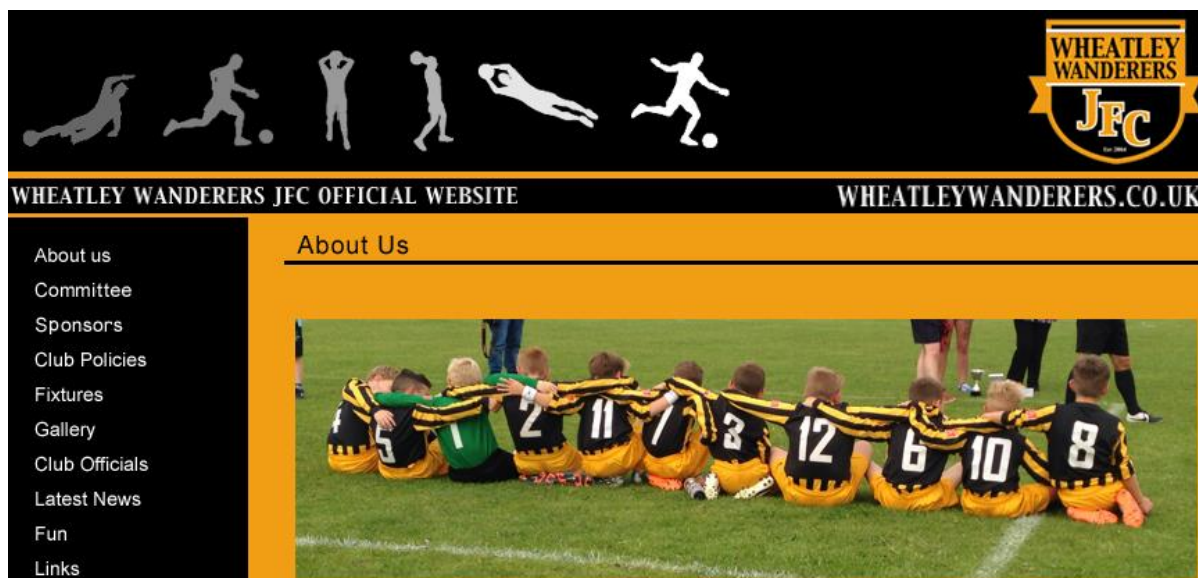 WHEATLEY
WANDERERS
JFC
Est 2004
WHEATLEY WANDERERS JFC OFFICIAL WEBSITE
WHEATLEYWANDERERS.CO.UK
About Us
About us
Committee
Sponsors
Club Policies
Fixtures
Gallery
Club Officials
Latest News
Fun
Links
4
5
1
2
11
7
3
12
6
10
8